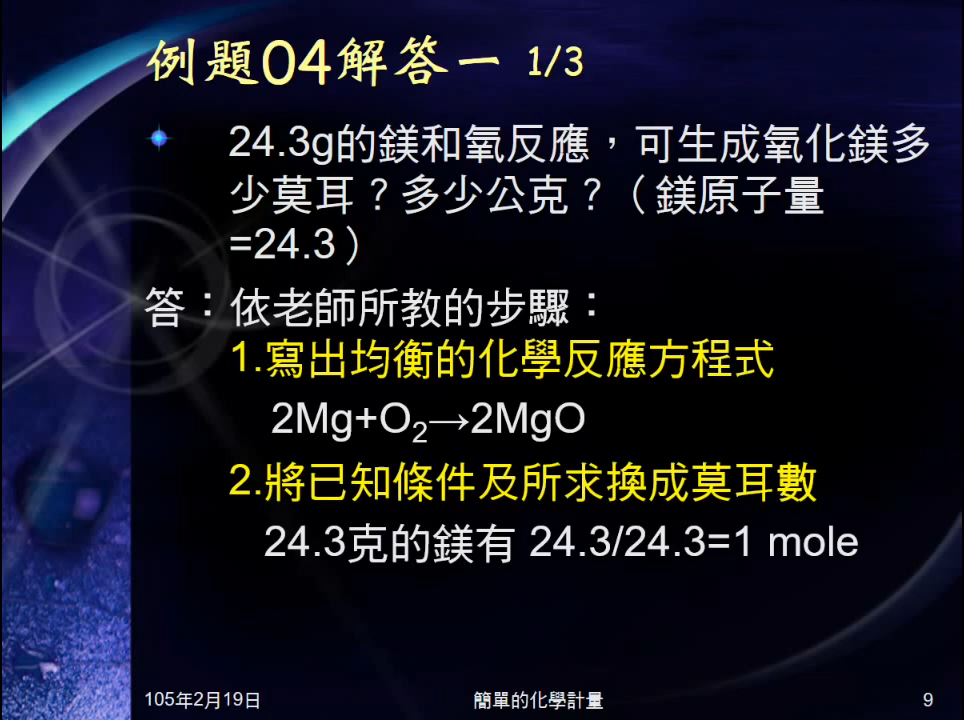 例題04解答一 1/3
24.3g的鎂和氧反應，可生成氧化鎂多
少莫耳？多少公克？（鎂原子量
=24.3）
答：依老師所教的步驟：
1.寫出均衡的化學反應方程式
2Mg+O₂→2MgO
2.將已知條件及所求換成莫耳數
24.3克的鎂有 24.3/24.3=1 mole
105年2月19日
簡單的化學計量
9